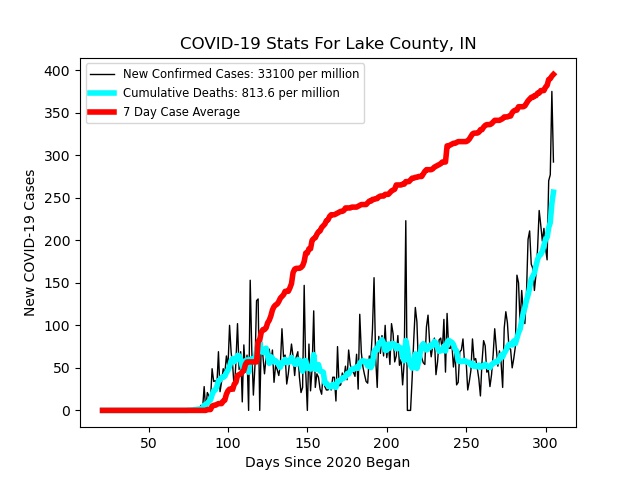 COVID-19 Stats For Lake County, IN
New Confirmed Cases: 33100 per million
Cumulative Deaths: 813.6 per million
7 Day Case Average
New COVID-19 Cases
400
350
300
250
200
150
100
50
0
50 100 150 200 250 300
Days Since 2020 Began